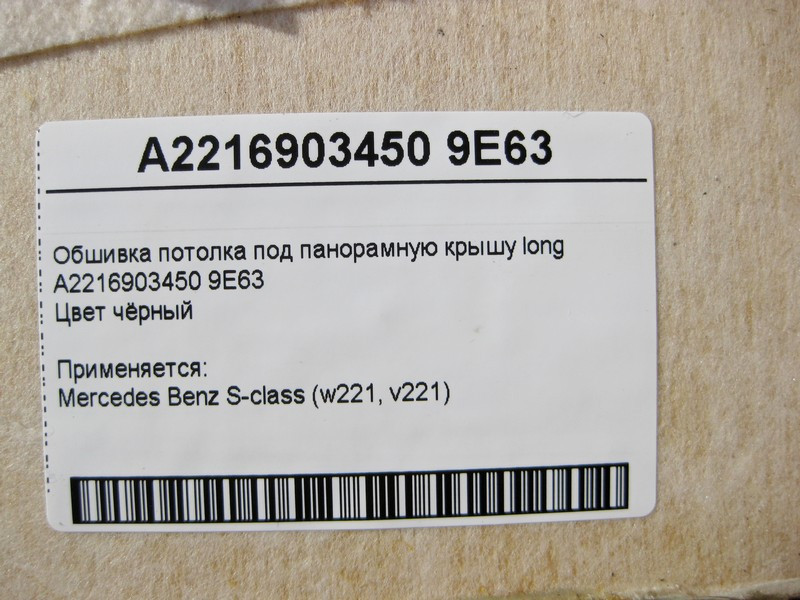 A2216903450 9E63
Обшивка потолка под панорамную крышу long
A2216903450 9E63
Цвет чёрный
Применяется:
Mercedes Benz S-class (w221, v221)